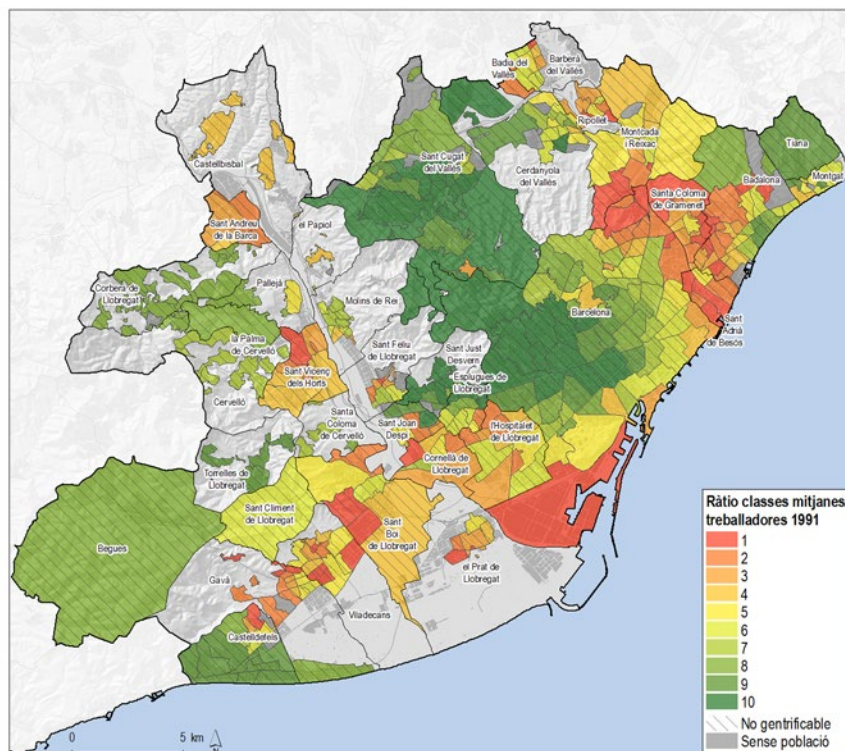 Badia del
Vallès
Barberà
del Vallès
Ripollet
Castellbisbal
Sant Cugat
del Vallès
Montcada
i Reixac
Cerdanyola
del Vallès
Tiana
Badalona
Montgat
Santa Coloma
de Gramenet
Sant Andreu
de la Barca
el Papiol
Corbera de
Llobregat
Pallejà
Molins de Rei
Barcelona
Sant
Adrià
de Besòs
la Palma
de Cervelló
Sant Feliu
de Llobregat
Sant Just
Desvern
Sant Vicenç
dels Horts
Esplugues de
Llobregat
Cervelló
Santa
Coloma
de Cervelló
Sant Joan
Despí
l'Hospitalet
de Llobregat
Cornellà de
Llobregat
Torrelles de
Llobregat
Sant Climent
de Llobregat
Sant
Boi
de Llobregat
Begues
el Prat de
Llobregat
Gavà
Viladecans
Castelldefels
Ràtio classes mitjanes
treballadores 1991
1
2
3
4
5
6
7
8
9
10
No gentrificable
Sense població
0 5 km
N